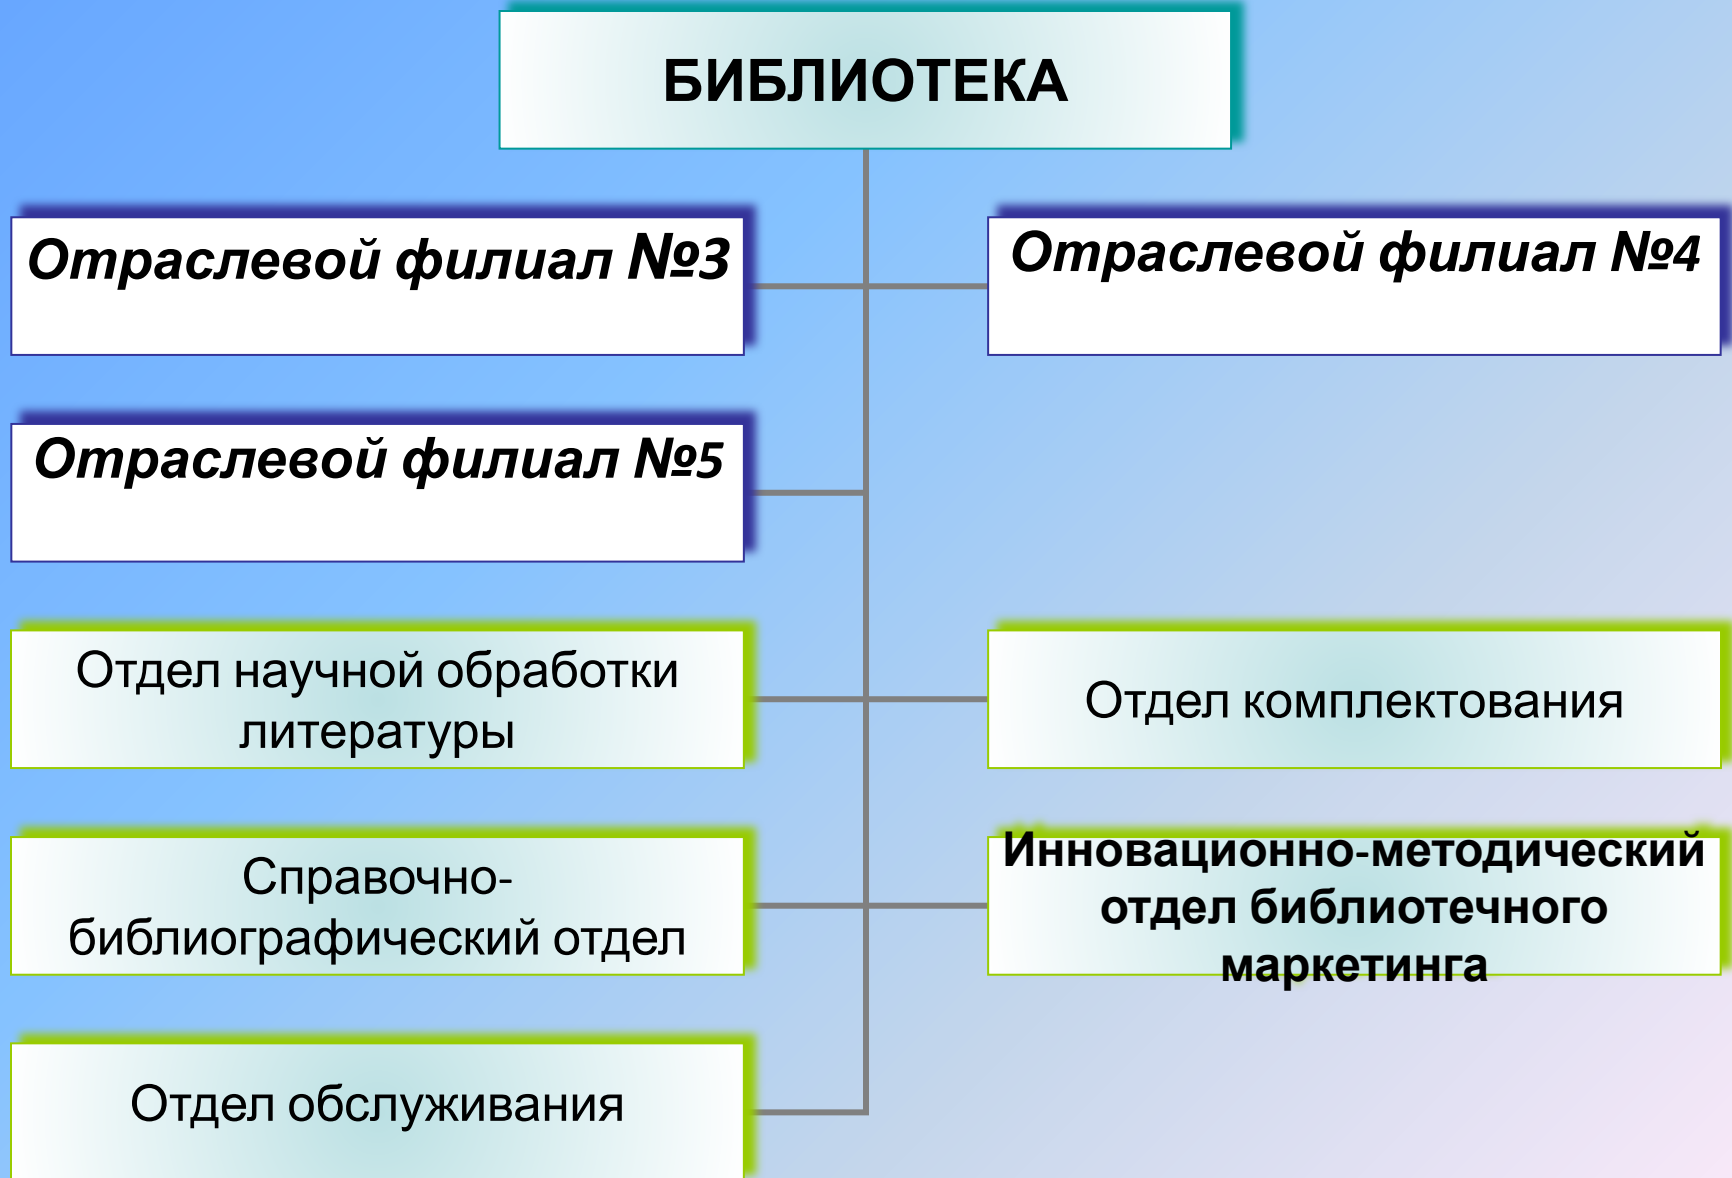 БИБЛИОТЕКА
Отраслевой филиал №3
Отраслевой филиал №4
Отраслевой филиал №5
Отдел научной обработки
литературы
Отдел комплектования
Справочно-
библиографический отдел
Инновационно-методический
отдел библиотечного
маркетинга
Отдел обслуживания